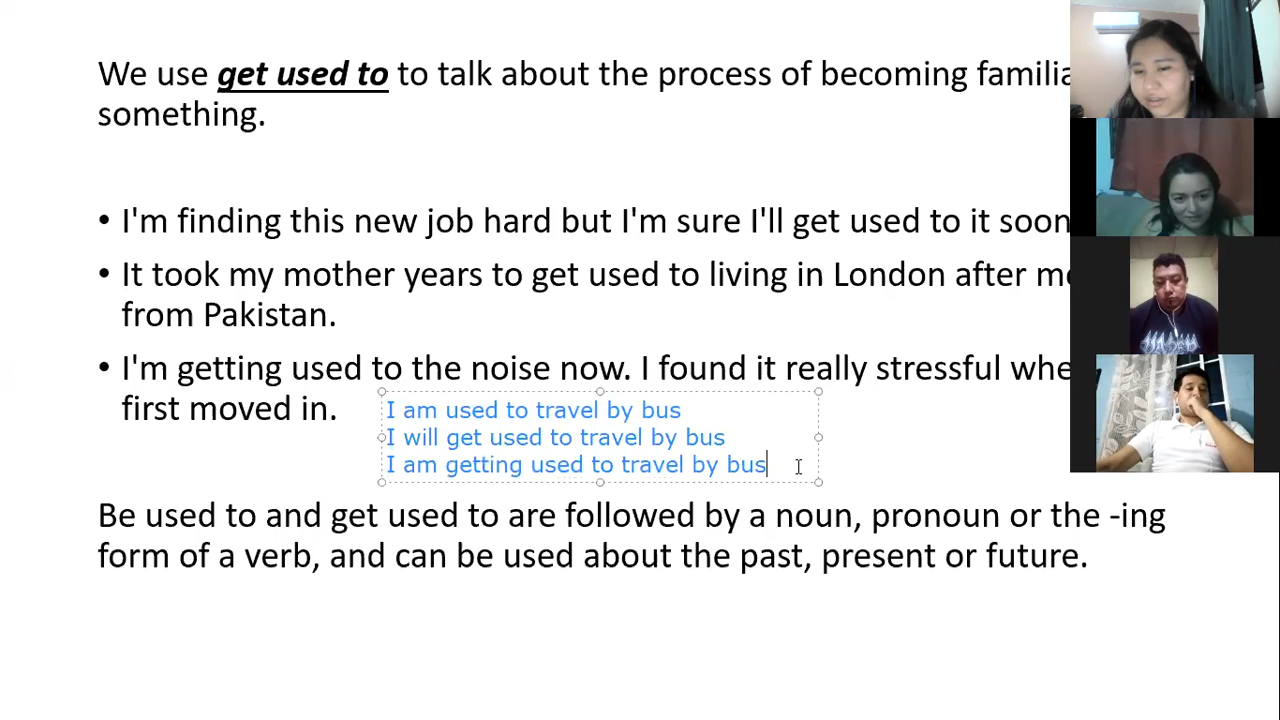 We use get used to to talk about the process of becoming
something.
• I'm finding this new job hard but I'm sure I'll get used to it soon
• It took my mother years to get used to living in London after
from Pakistan.
• I'm getting used to the noise now. I found it really stressful
first moved in.
I am used to travel by bus
I will get used to travel by bus
I am getting used to travel by bus
Be used to and get used to are followed by a noun, pronoun or the -ing
form of a verb, and can be used about the past, present or future.